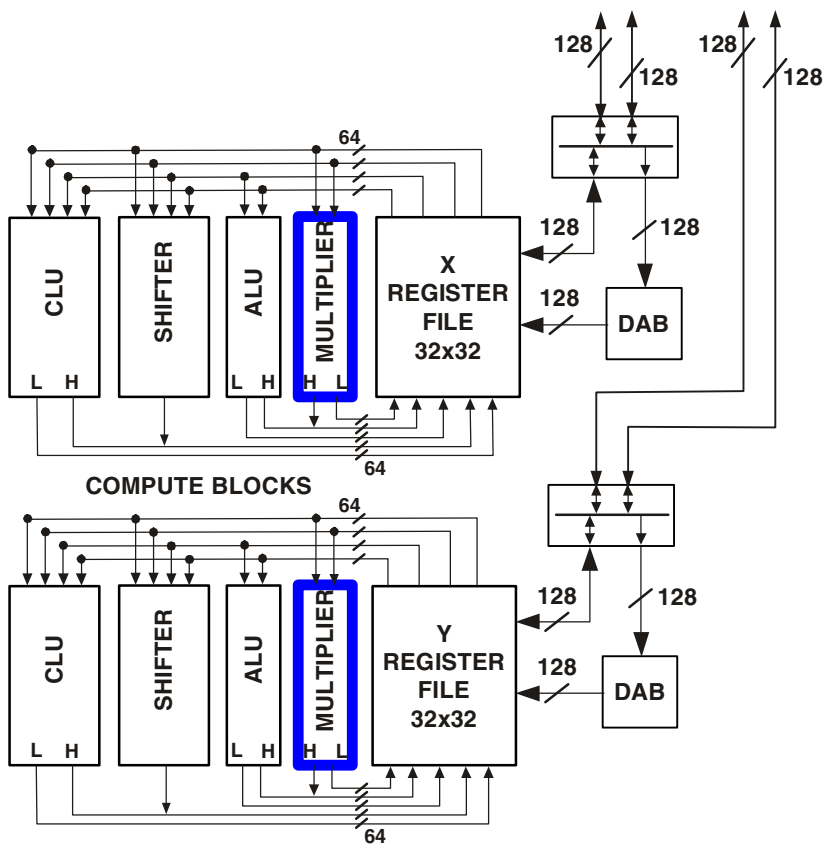 128
128
128
128
64
CLU
SHIFTER
ALU
MULTIPLIER
X
REGISTER
FILE
32x32
128
128
128
DAB
L H
L H
H L
64
COMPUTE BLOCKS
64
CLU
SHIFTER
ALU
MULTIPLIER
Y
REGISTER
FILE
32x32
128
128
128
DAB
L H
L H
H L
64